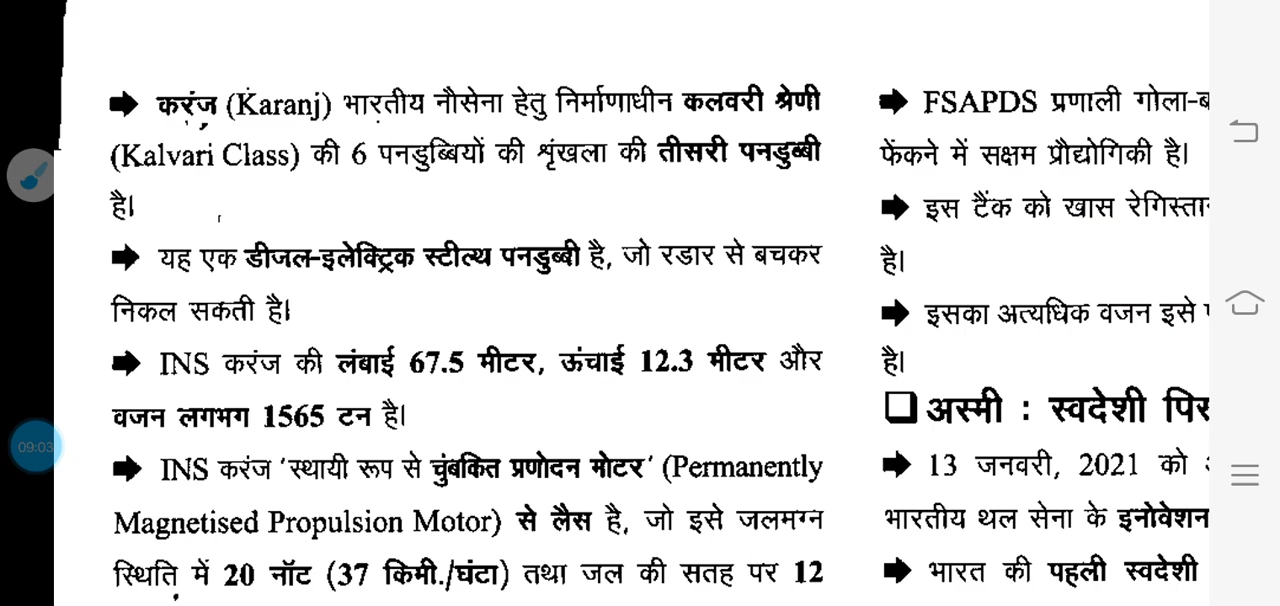 ➡ करंज (Karanj) भारतीय नौसेना हेतु निर्माणाधीन कलवरी श्रेणी
(Kalvari Class) की 6 पनडुब्बियों की शृंखला की तीसरी पनडुब्बी
है।
➡ यह एक डीजल-इलेक्ट्रिक स्टील्थ पनडुब्बी है, जो रडार से बचकर
निकल सकती है।
➡ INS करंज की लंबाई 67.5 मीटर, ऊंचाई 12.3 मीटर और
वजन लगभग 1565 टन है।
➡ INS करंज 'स्थायी रूप से चुंबकित प्रणोदन मोटर' (Permanently
Magnetised Propulsion Motor) से लैस है, जो इसे जलमग्न
स्थिति में 20 नॉट (37 किमी./घंटा) तथा जल की सतह पर 12
➡ FSAPDS प्रणाली गोला-
फेंकने में सक्षम प्रौद्योगिकी है।
➡ इस टैंक को खास
है।
➡ इसका अत्यधिक वजन इसे
है।
❑ अस्मी : स्वदेशी
➡ 13 जनवरी, 2021 को
भारतीय थल सेना के इनोवेशन
➡ भारत की पहली स्वदेशी
09:03